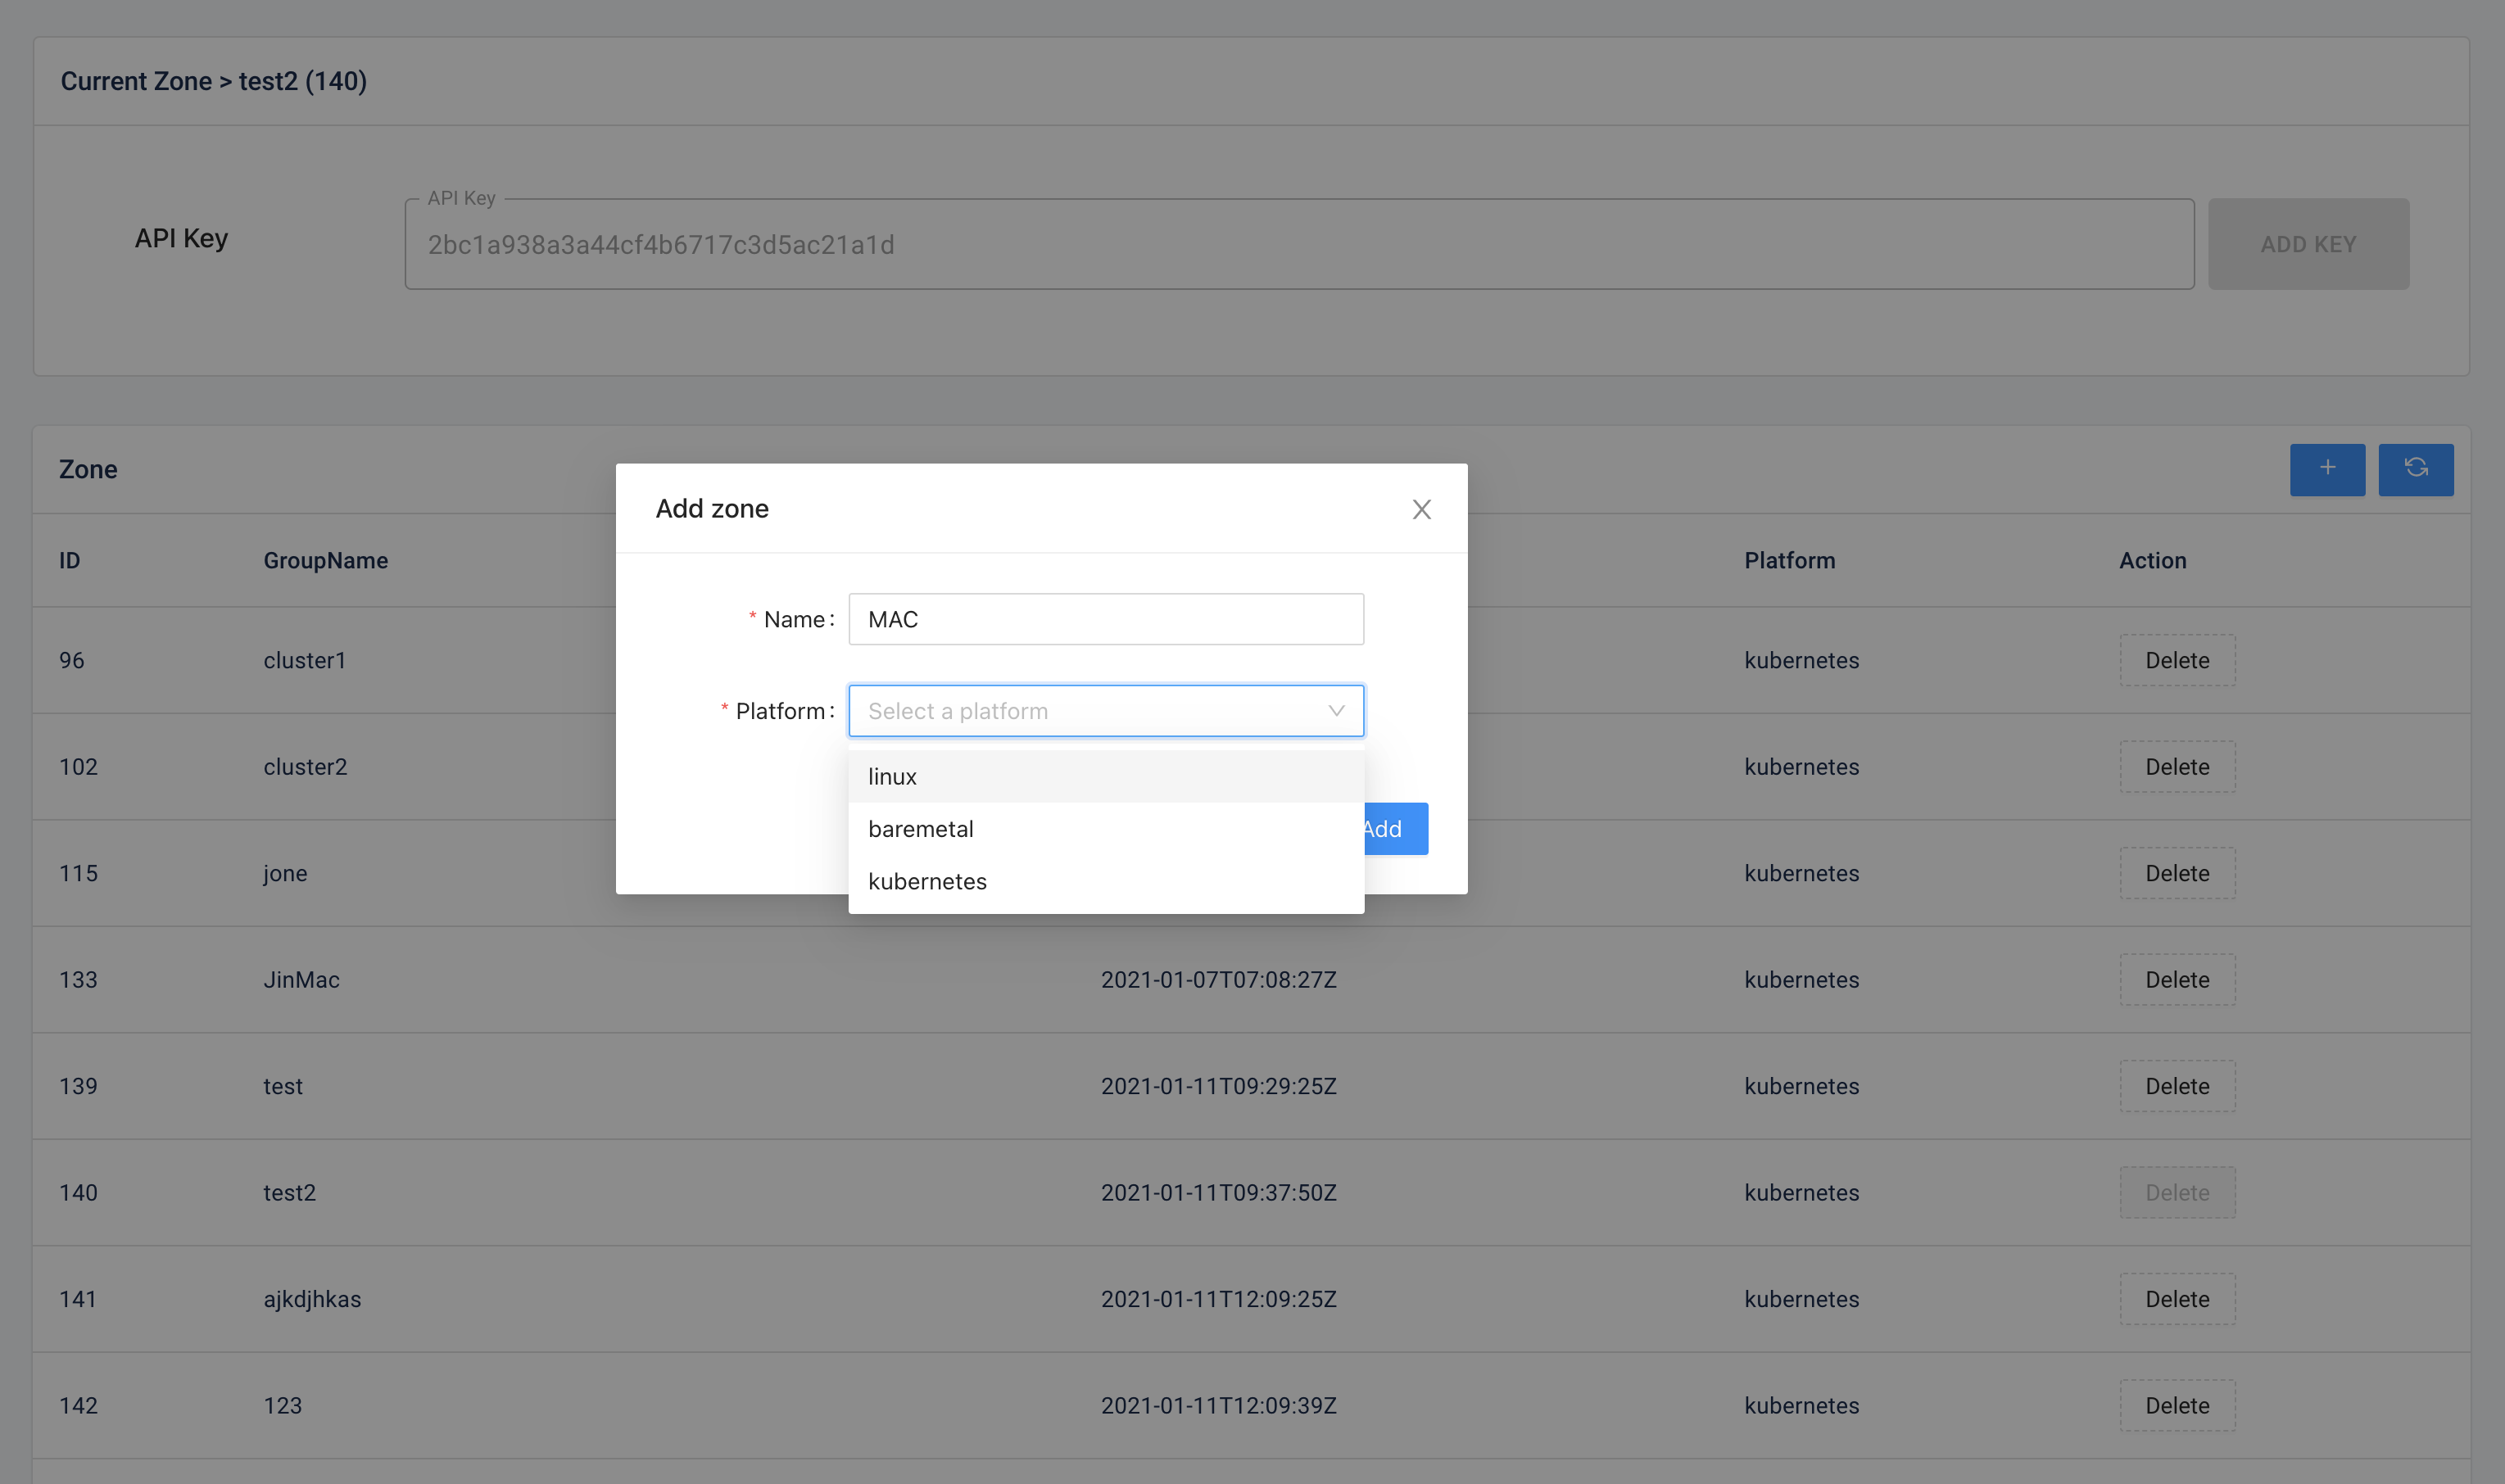 Current Zone > test2 (140)
API Key
API Key
2bc1a938a3a44cf4b6717c3d5ac21a1d
ADD KEY
Zone
ID GroupName Platform Action
96 cluster1 kubernetes Delete
102 cluster2 kubernetes Delete
115 jone kubernetes Delete
133 JinMac 2021-01-07T07:08:27Z kubernetes Delete
139 test 2021-01-11T09:29:25Z kubernetes Delete
140 test2 2021-01-11T09:37:50Z kubernetes Delete
141 ajkdjhkas 2021-01-11T12:09:25Z kubernetes Delete
142 123 2021-01-11T12:09:39Z kubernetes Delete
Add zone
* Name: MAC
* Platform: Select a platform
linux
baremetal
kubernetes
Add